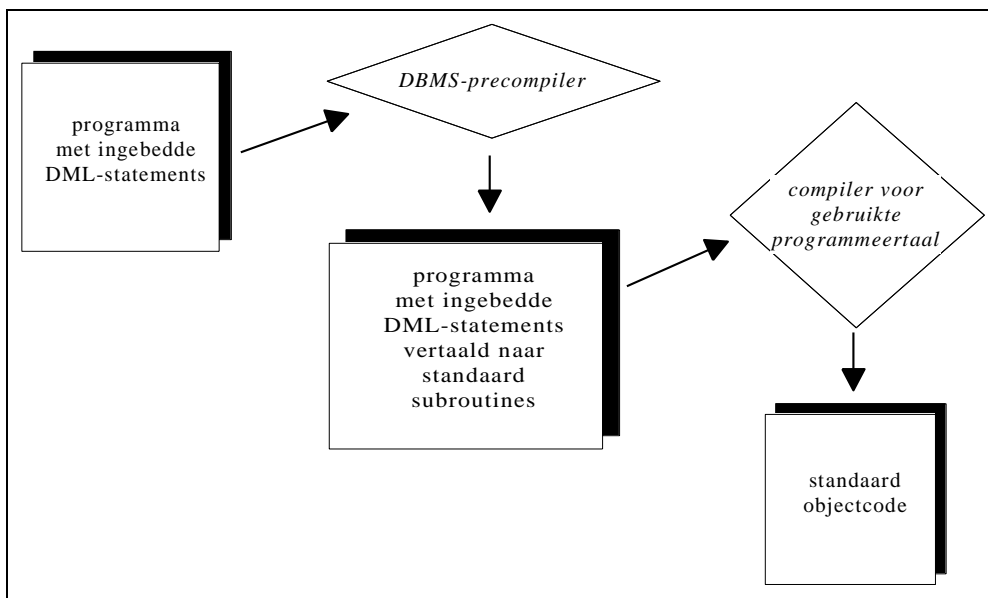 programma
met ingebedde
DML-statements
DBMS-precompiler
programma
met ingebedde
DML-statements
vertaald naar
standaard
subroutines
compiler voor
gebruikte
programmeertaal
standaard
objectcode